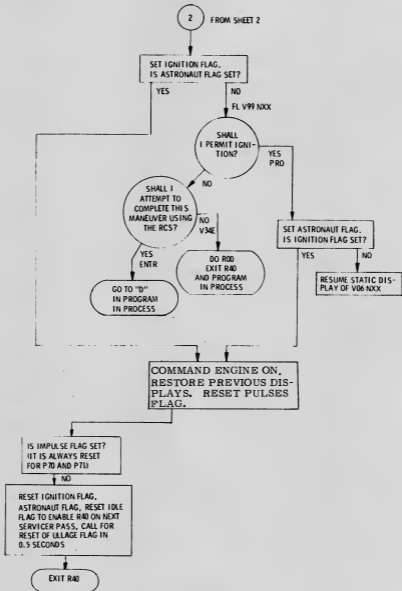 2
FROM SHEET 2
SET IGNITION FLAG.
IS ASTRONAUT FLAG SET?
YES
NO
FL V99 NXX
SHALL
I PERMIT IGNI-
TION?
YES
PRO
NO
SHALL I
ATTEMPT TO
COMPLETE THIS
MANEUVER USING
THE RCS?
NO
V34E
YES
ENTR
SET ASTRONAUT FLAG.
IS IGNITION FLAG SET?
YES
NO
GO TO "D"
IN PROGRAM
IN PROCESS
DO R00
EXIT R40
AND PROGRAM
IN PROCESS
RESUME STATIC DIS-
PLAY OF V06 NXX
COMMAND ENGINE ON.
RESTORE PREVIOUS DIS-
PLAYS. RESET PULSES
FLAG.
IS IMPULSE FLAG SET?
(IT IS ALWAYS RESET
FOR P70 AND P71)
NO
RESET IGNITION FLAG,
ASTRONAUT FLAG, RESET IDLE
FLAG TO ENABLE R40 ON NEXT
SERVICER PASS, CALL FOR
RESET OF ULLAGE FLAG IN
0.5 SECONDS
EXIT R40